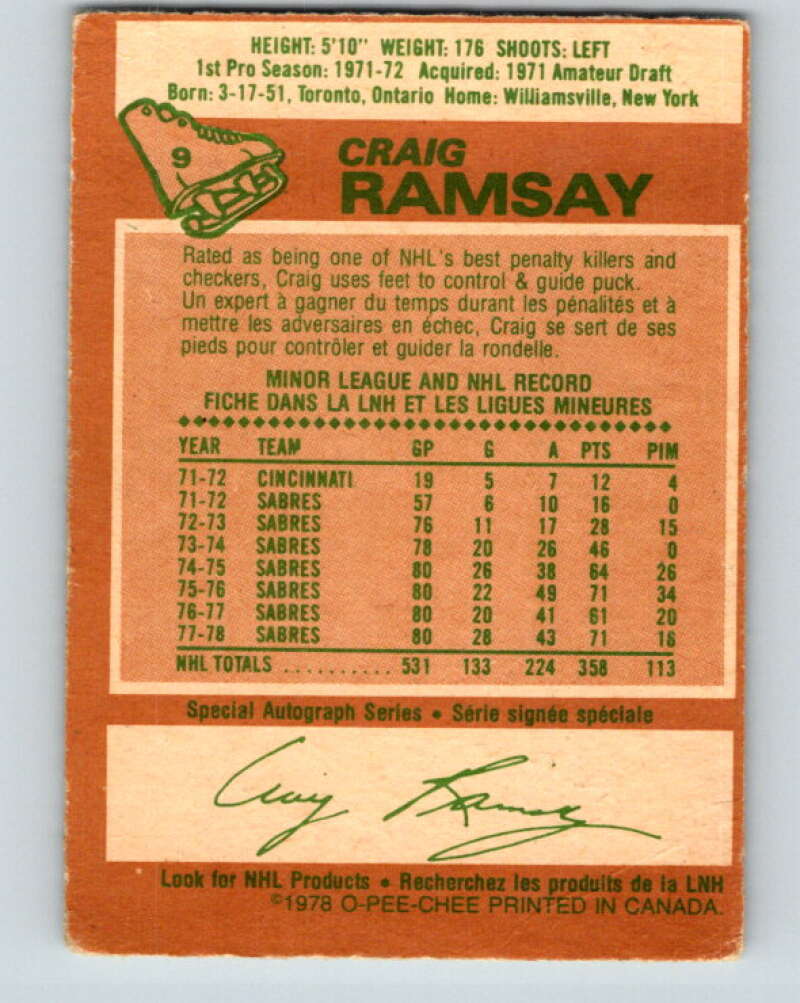 HEIGHT: 5'10" WEIGHT: 176 SHOOTS: LEFT
1st Pro Season: 1971-72 Acquired: 1971 Amateur Draft
Born: 3-17-51, Toronto, Ontario Home: Williamsville, New York
9
CRAIG
RAMSAY
Rated as being one of NHL's best penalty killers and
checkers, Craig uses feet to control & guide puck.
Un expert à gagner du temps durant les pénalités et à
mettre les adversaires en échec, Craig se sert de ses
pieds pour contrôler et guider la rondelle.
MINOR LEAGUE AND NHL RECORD
FICHE DANS LA LNH ET LES LIGUES MINEURES
YEAR TEAM GP G A PTS PIM
71-72 CINCINNATI 19 5 7 12 4
71-72 SABRES 57 6 10 16 0
72-73 SABRES 76 11 17 28 15
73-74 SABRES 78 20 26 46 0
74-75 SABRES 80 26 38 64 26
75-76 SABRES 80 22 49 71 34
76-77 SABRES 80 20 41 61 20
77-78 SABRES 80 28 43 71 16
NHL TOTALS .......... 531 133 224 358 113
Special Autograph Series • Série signée spéciale
Craig Ramsay
Look for NHL Products • Recherchez les produits de la LNH
©1978 O-PEE-CHEE PRINTED IN CANADA.